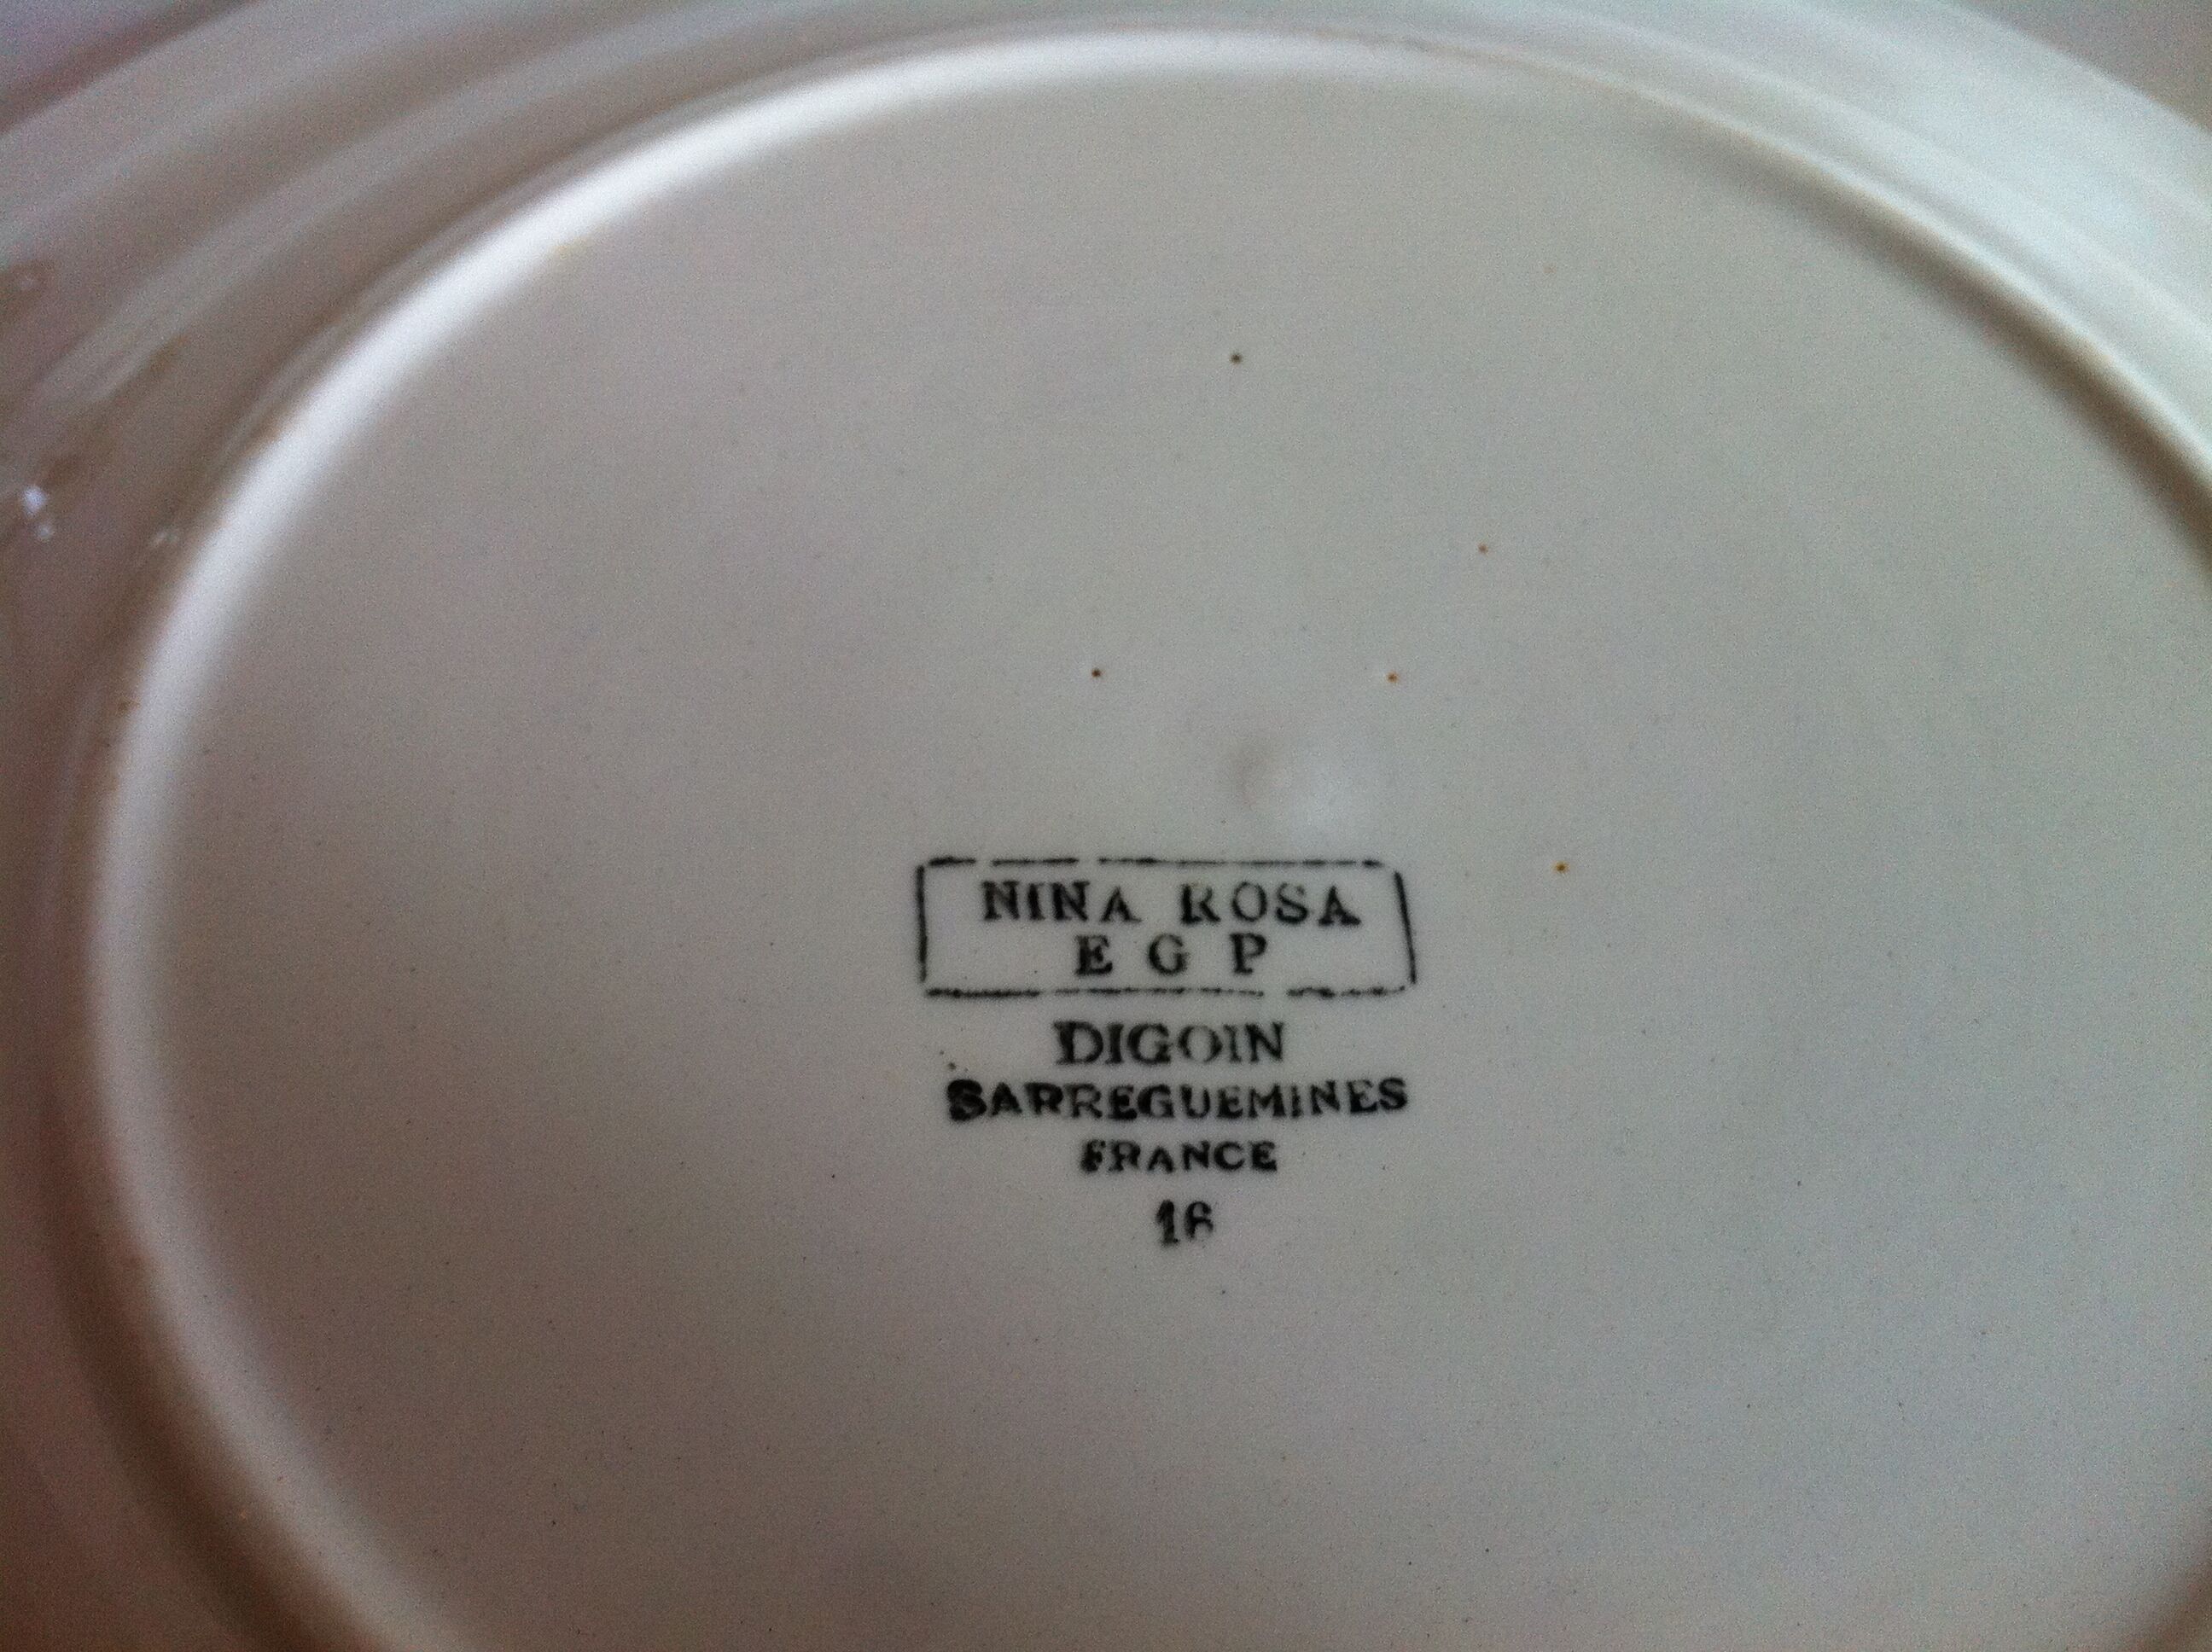 NINA ROSA
E G P
DIGOIN
SARREGUEMINES
FRANCE
16